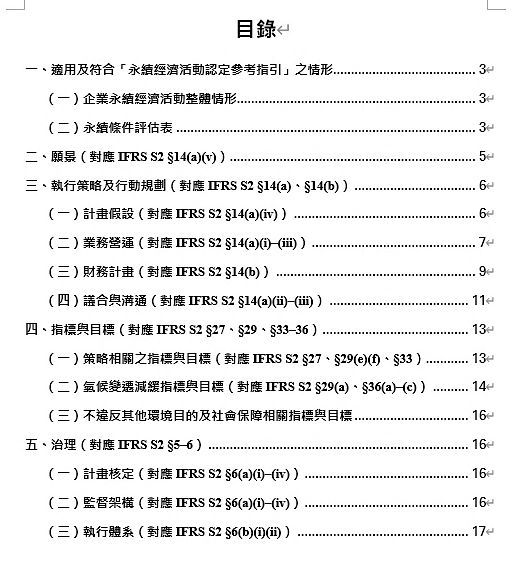 目錄
一、適用及符合「永續經濟活動認定參考指引」之情形.................................... 3
（一）企業永續經濟活動整體情形............................................................ 3
（二）永續條件評估表 ........................................................................... 3
二、願景（對應 IFRS S2 §14(a)(v) ）.............................................................. 5
三、執行策略及行動規劃（對應 IFRS S2 §14(a)、§14(b) ） .............................. 6
（一）計畫假設（對應 IFRS S2 §14(a)(iv) ） .............................................. 6
（二）業務營運（對應 IFRS S2 §14(a)(i)–(iii) ） ......................................... 7
（三）財務計畫（對應 IFRS S2 §14(b) ） ................................................... 9
（四）議合與溝通（對應 IFRS S2 §14(a)(ii)–(iii) ） .................................... 11
四、指標與目標（對應 IFRS S2 §27、§29、§33–36 ） ...................................... 13
（一）策略相關之指標與目標（對應 IFRS S2 §27、§29(e)(f)、§33 ）........... 13
（二）氣候變遷減緩指標與目標（對應 IFRS S2 §29(a)、§36(a)–(c) ） .......... 14
（三）不違反其他環境目的及社會保障相關指標與目標............................. 16
五、治理（對應 IFRS S2 §5–6 ） .................................................................. 16
（一）計畫核定（對應 IFRS S2 §6(a)(i)–(iv) ） .......................................... 16
（二）監督架構（對應 IFRS S2 §6(a)(i)–(iv) ） .......................................... 16
（三）執行體系（對應 IFRS S2 §6(b)(i)(ii) ） ............................................ 17